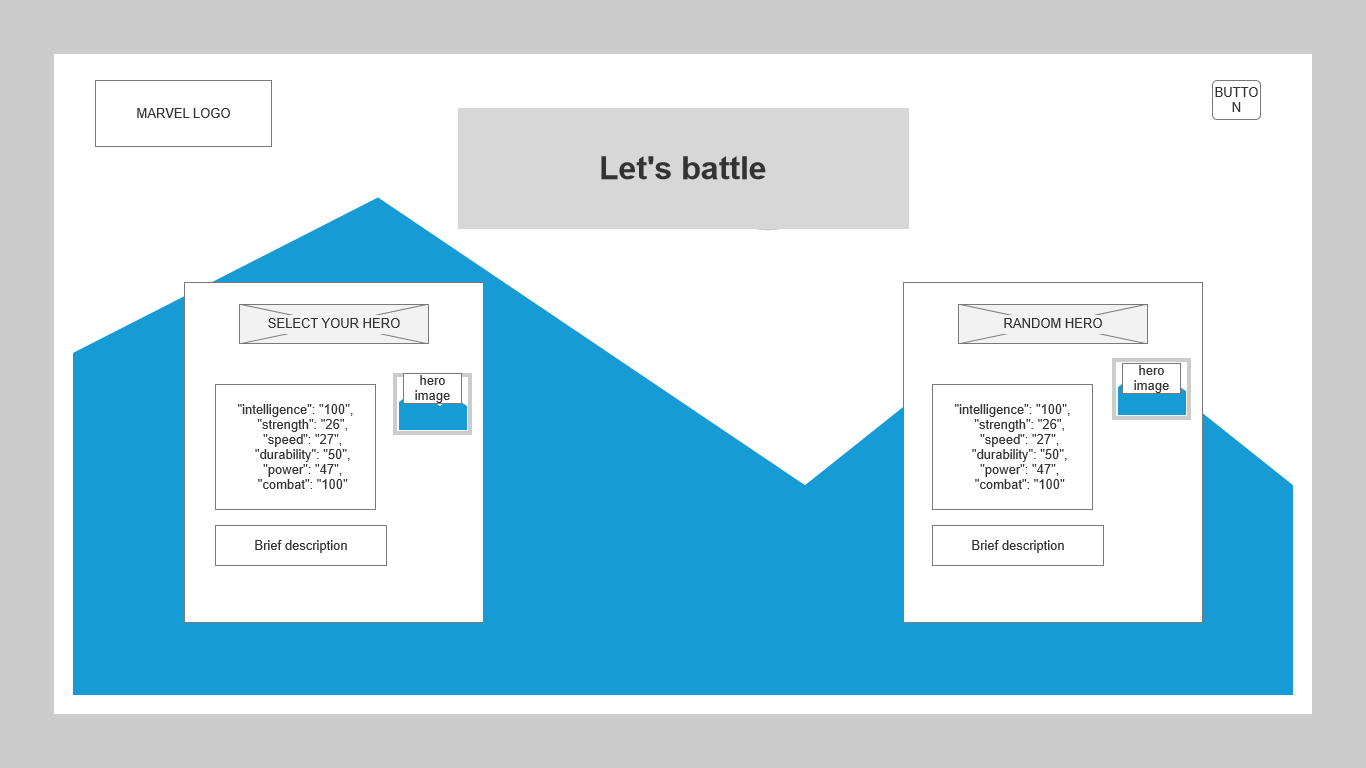 MARVEL LOGO
BUTTO
N
Let's battle
SELECT YOUR HERO
hero
image
"intelligence": "100",
"strength": "26",
"speed": "27",
"durability": "50",
"power": "47",
"combat": "100"
Brief description
RANDOM HERO
hero
image
"intelligence": "100",
"strength": "26",
"speed": "27",
"durability": "50",
"power": "47",
"combat": "100"
Brief description